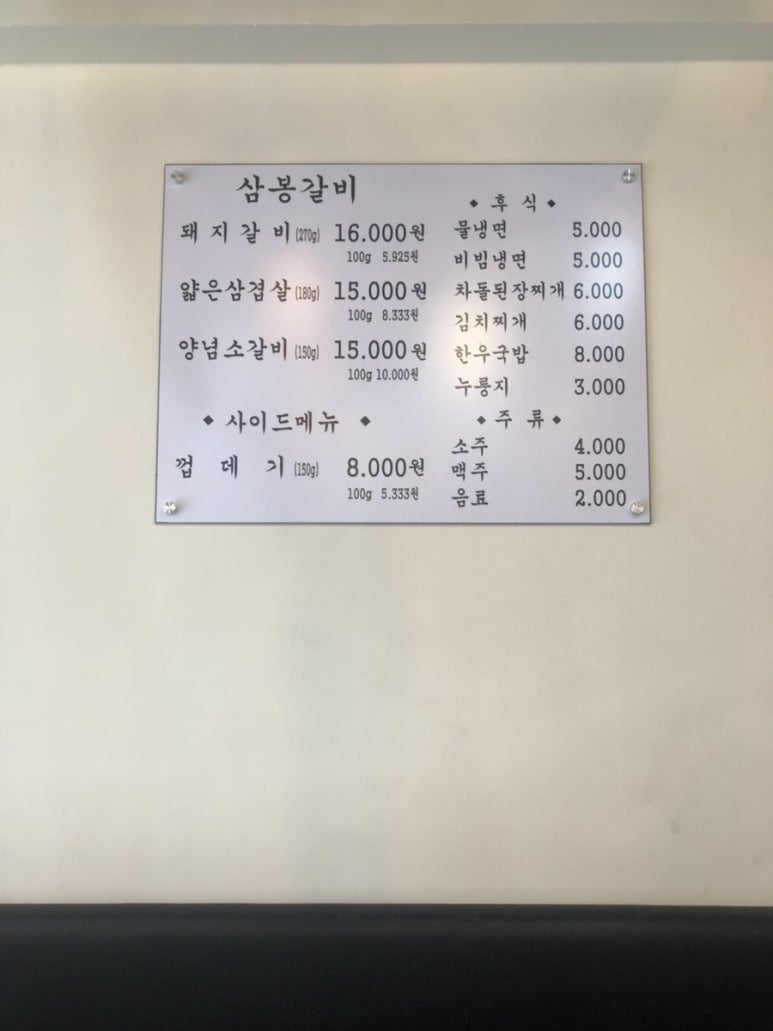 삼봉갈비
돼지갈비(270g) 16.000원
100g 5.925원
얇은삼겹살(180g) 15.000원
100g 8.333원
양념소갈비(150g) 15.000원
100g 10.000원
◆ 사이드메뉴 ◆
껍데기(150g) 8.000원
100g 5.333원
◆ 후식 ◆
물냉면 5.000
비빔냉면 5.000
차돌된장찌개 6.000
김치찌개 6.000
한우국밥 8.000
누룽지 3.000
◆ 주류 ◆
소주 4.000
맥주 5.000
음료 2.000